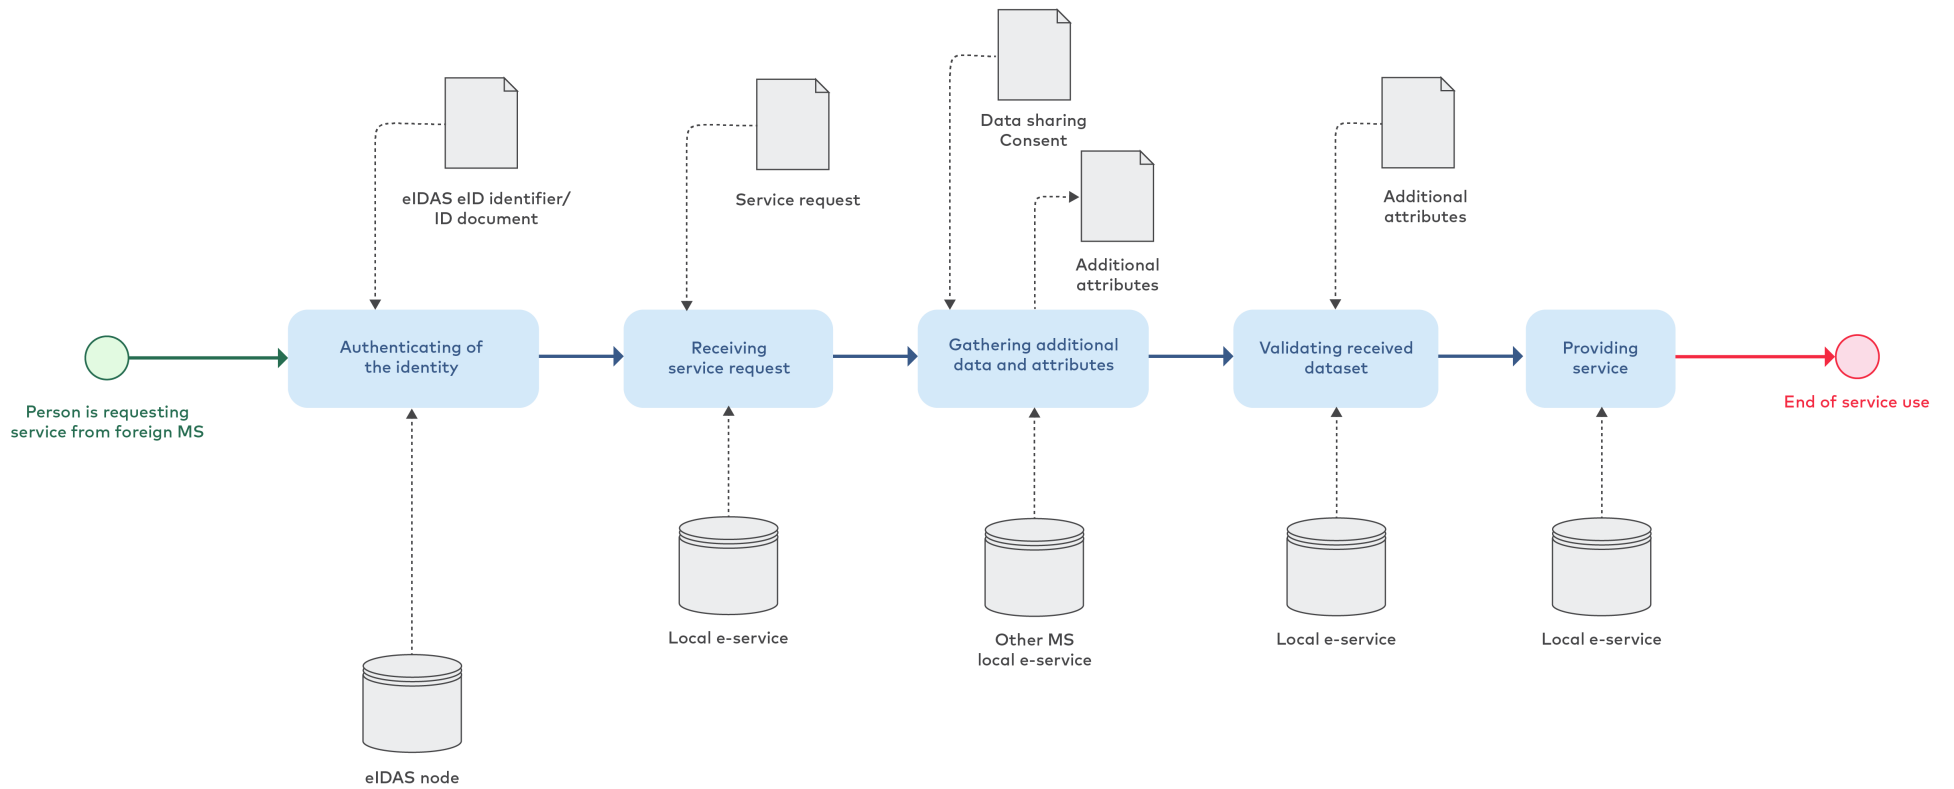 Data sharing
Consent
eIDAS eID identifier/
ID document
Service request
Additional
attributes
Additional
attributes
Person is requesting
service from foreign MS
Authenticating of
the identity
Receiving
service request
Gathering additional
data and attributes
Validating received
dataset
Providing
service
End of service use
eIDAS node
Local e-service
Other MS
local e-service
Local e-service
Local e-service